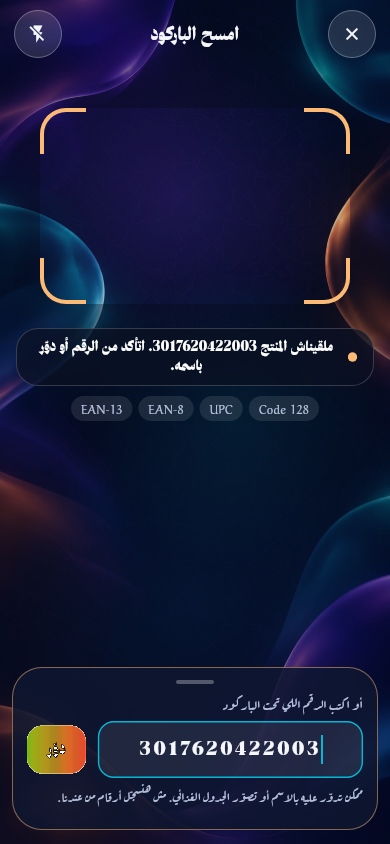 امسح الباركود
ملقيناش المنتج 3017620422003. اتأكد من الرقم أو دوّر
باسمه.
EAN-13 EAN-8 UPC Code 128
أو اكتب الرقم اللي تحت الباركود
3017620422003
دوّر
ممكن تدوّر عليه بالاسم أو تصوّر الجدول الغذائي. مش هنسجّل أرقام من عندنا.